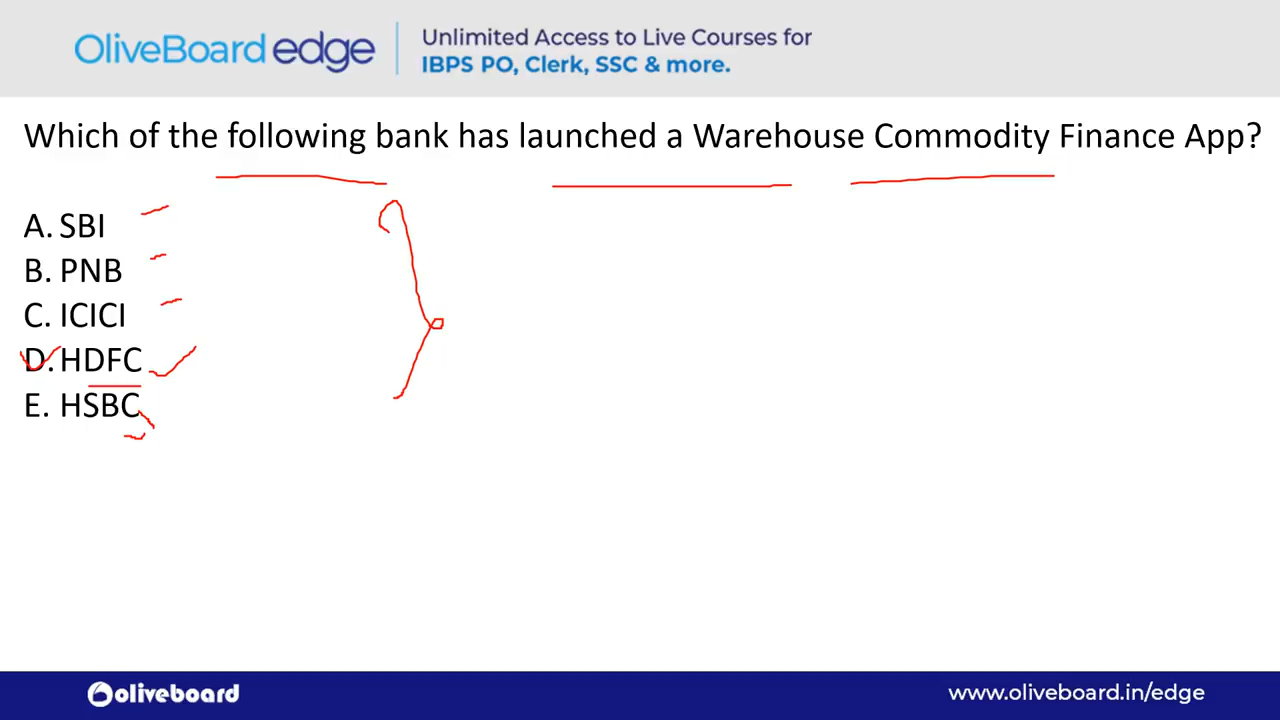 OliveBoard edge
Unlimited Access to Live Courses for
IBPS PO, Clerk, SSC & more.
Which of the following bank has launched a Warehouse Commodity Finance App?
A. SBI
B. PNB
C. ICICI
D. HDFC
E. HSBC
oliveboard
www.oliveboard.in/edge